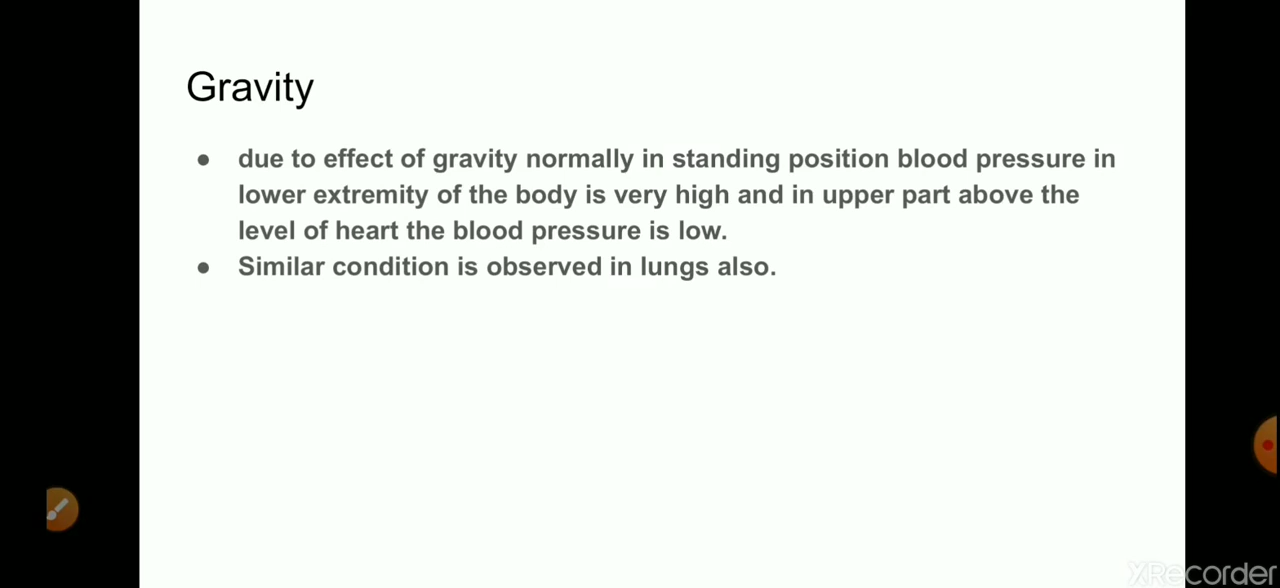 Gravity
● due to effect of gravity normally in standing position blood pressure in
lower extremity of the body is very high and in upper part above the
level of heart the blood pressure is low.
● Similar condition is observed in lungs also.
XRecorder